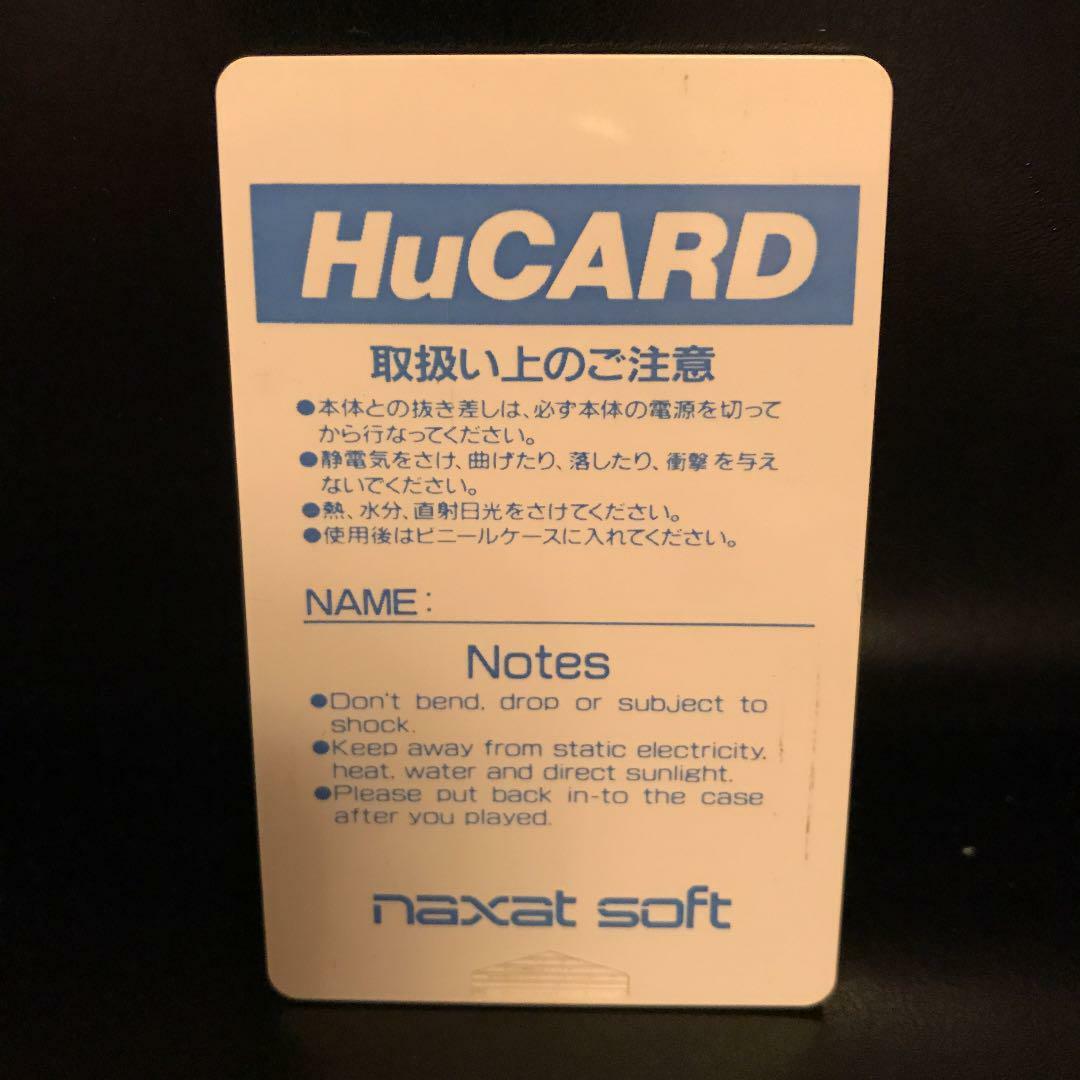 HuCARD
取扱い上のご注意
●本体との抜き差しは、必ず本体の電源を切って
から行なってください。
●静電気をさけ、曲げたり、落したり、衝撃を与え
ないでください。
●熱、水分、直射日光をさけてください。
●使用後はビニールケースに入れてください。
NAME:
Notes
●Don't bend, drop or subject to
shock.
●Keep away from static electricity,
heat, water and direct sunlight.
●Please put back in-to the case
after you played.
naxat soft